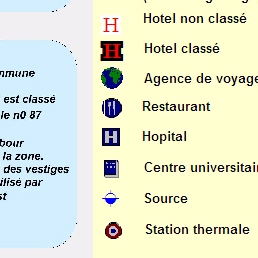 mmune
est classé
le n0 87
bour
la zone.
des vestiges
ilisé par
st
H Hotel non classé
H Hotel classé
Agence de voyage
Restaurant
H Hopital
Centre universitai
Source
Station thermale